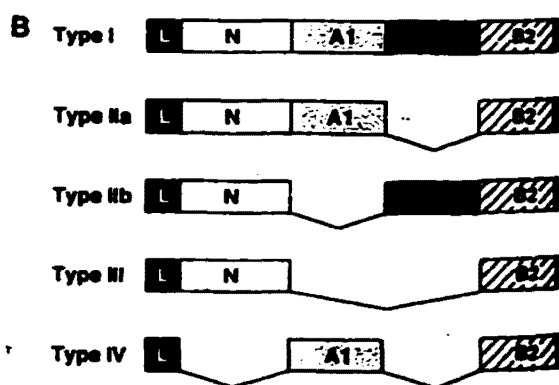 B
Type I L N A1 B2
Type IIa L N A1 B2
Type IIb L N B2
Type III L N B2
Type IV L A1 B2